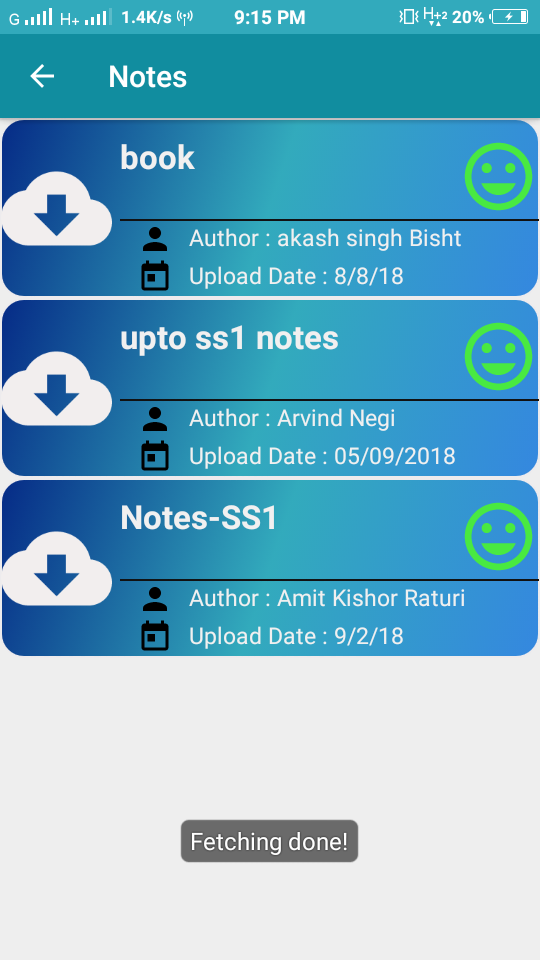 G H+ 1.4K/s 9:15 PM H+2 20%
Notes
book
Author : akash singh Bisht
Upload Date : 8/8/18
upto ss1 notes
Author : Arvind Negi
Upload Date : 05/09/2018
Notes-SS1
Author : Amit Kishor Raturi
Upload Date : 9/2/18
Fetching done!